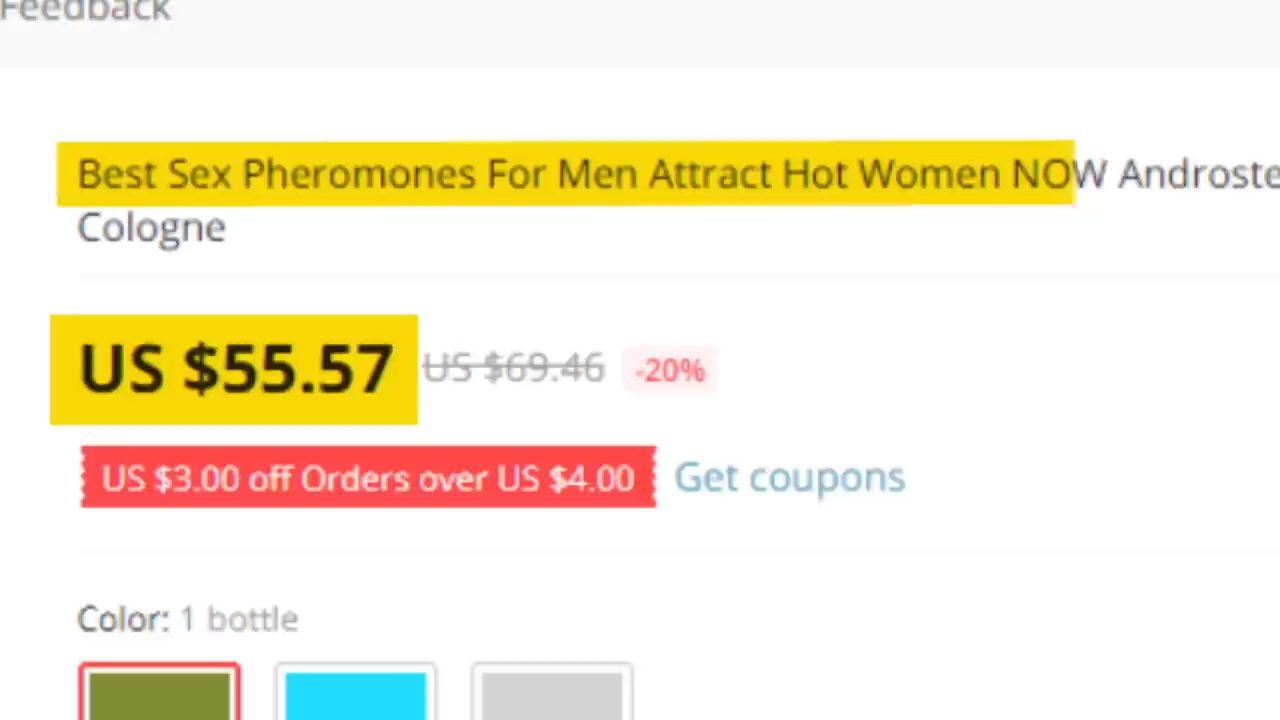 Feedback
Best Sex Pheromones For Men Attract Hot Women NOW Androste
Cologne
US $55.57 US $69.46 -20%
US $3.00 off Orders over US $4.00 Get coupons
Color: 1 bottle